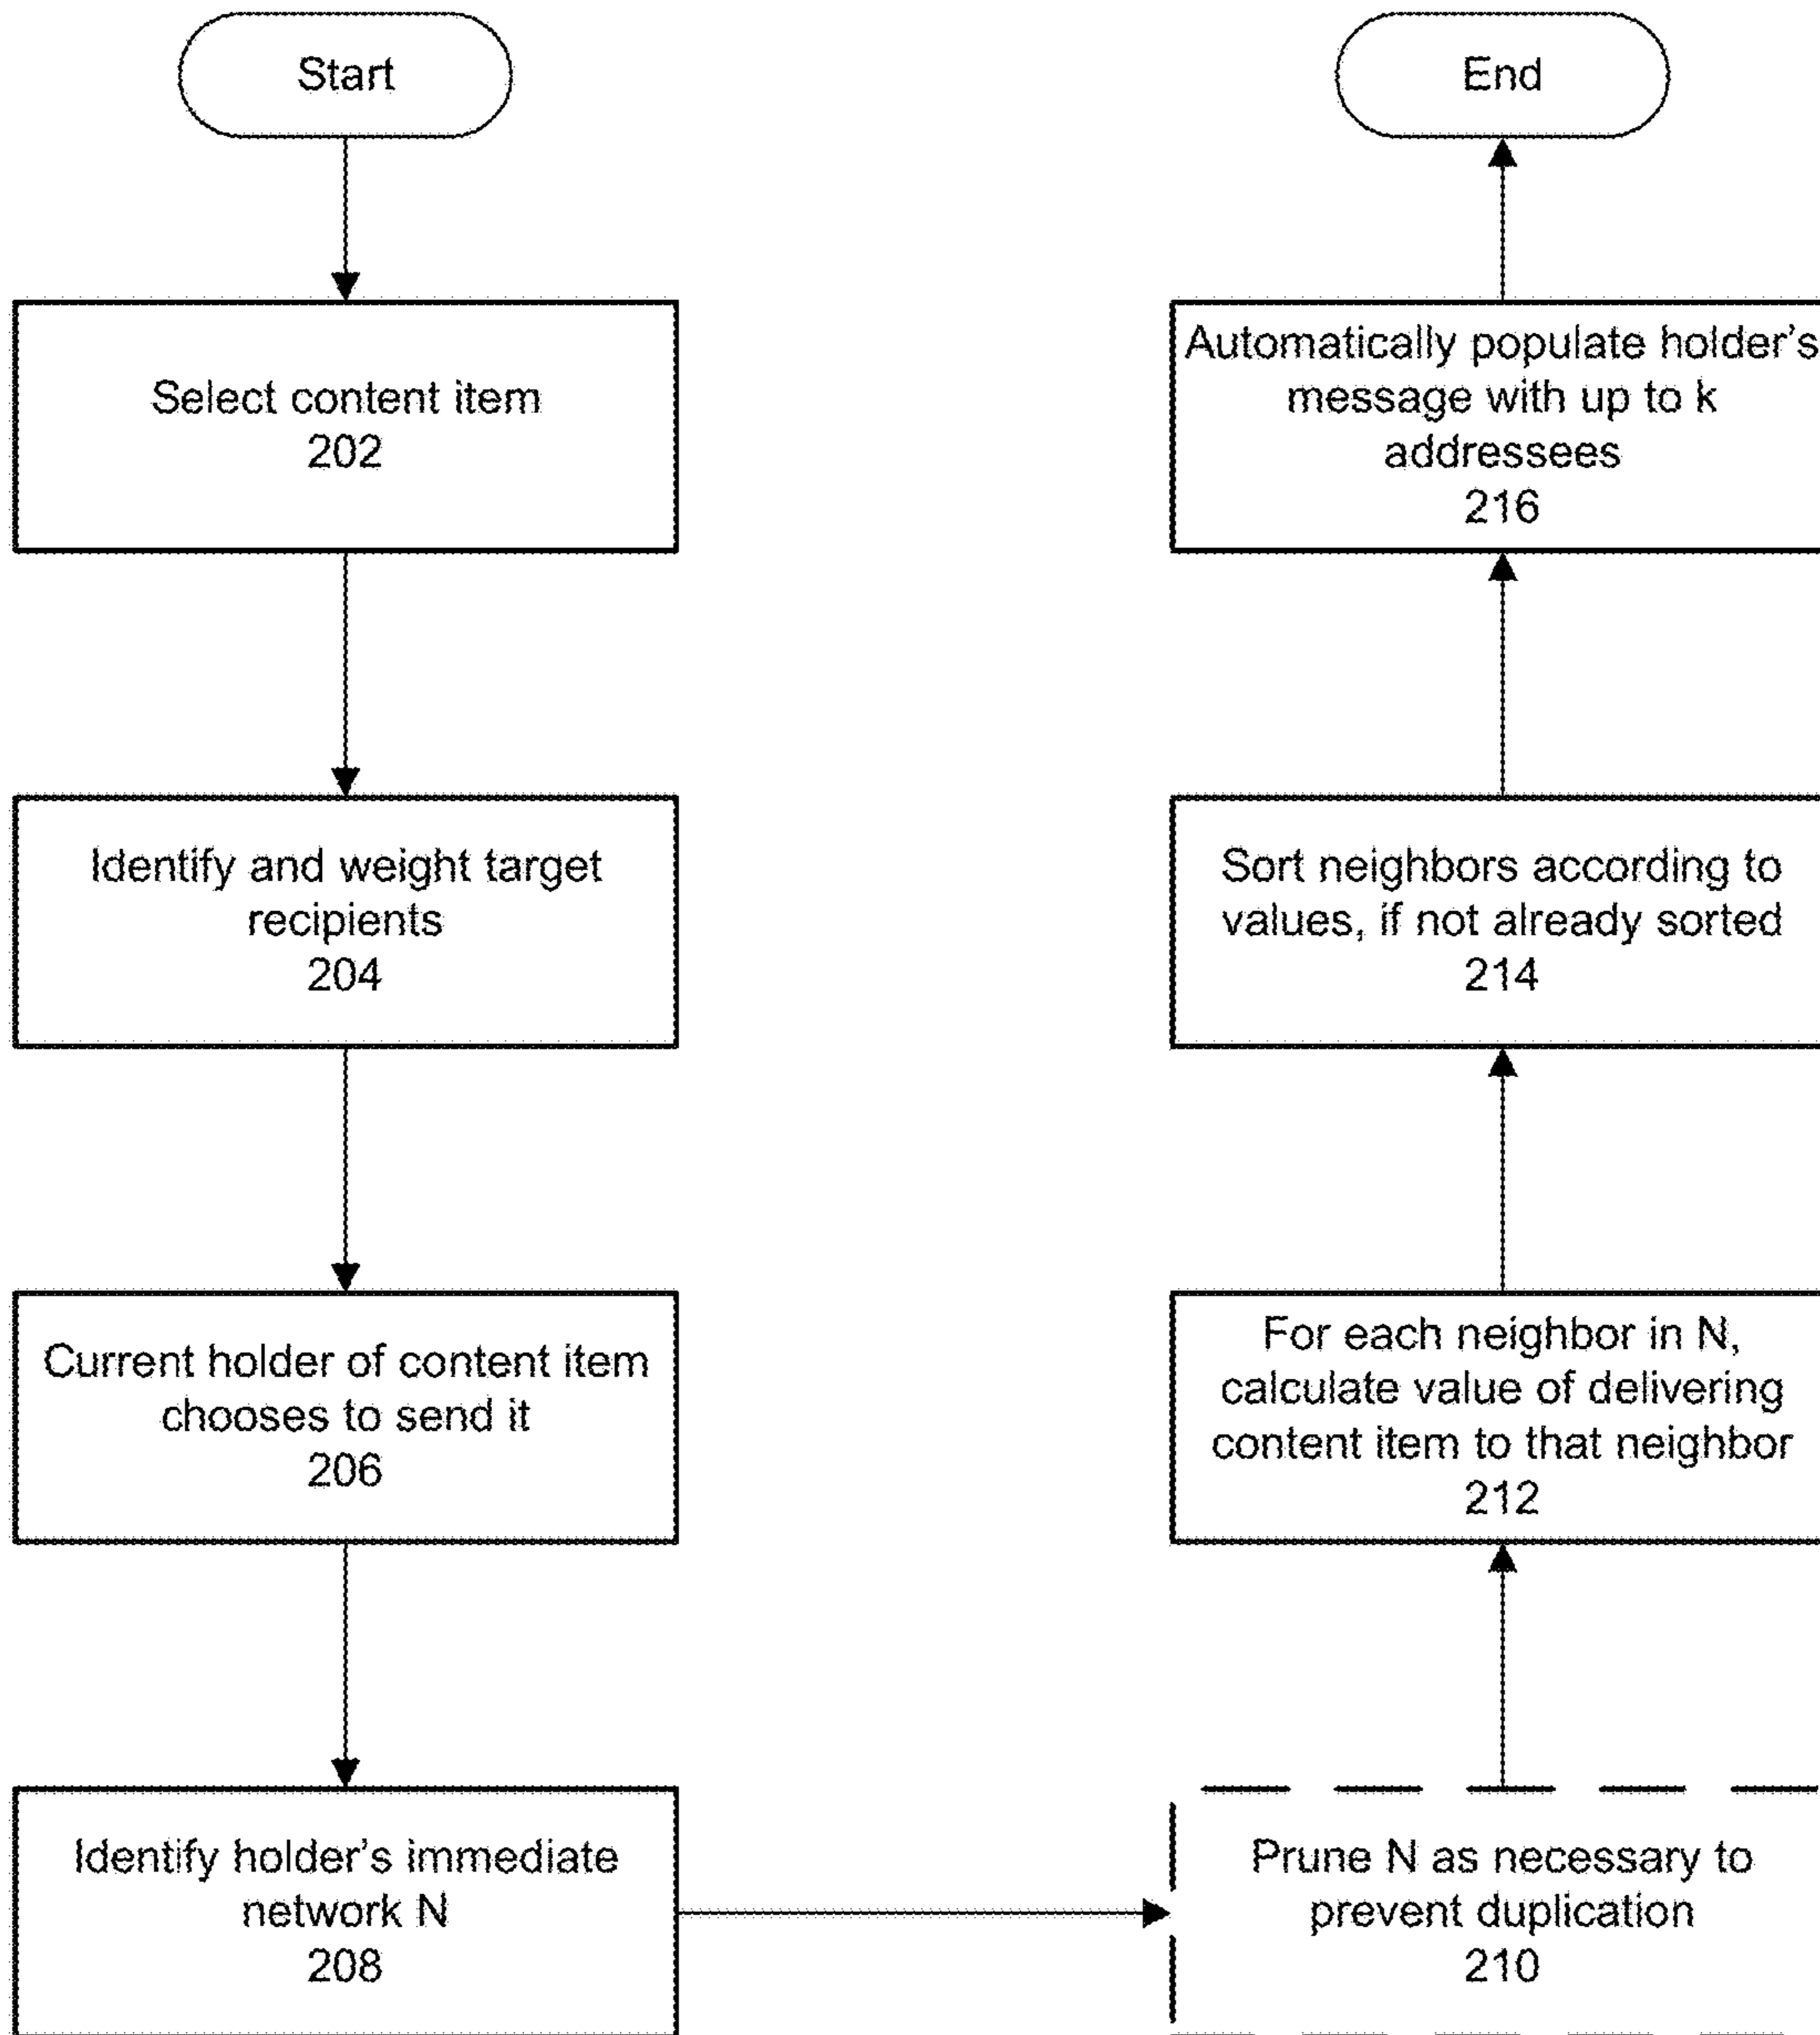 Start
Select content item
202
Identify and weight target
recipients
204
Current holder of content item
chooses to send it
206
Identify holder's immediate
network N
208
Prune N as necessary to
prevent duplication
210
For each neighbor in N,
calculate value of delivering
content item to that neighbor
212
Sort neighbors according to
values, if not already sorted
214
Automatically populate holder's
message with up to k
addressees
216
End